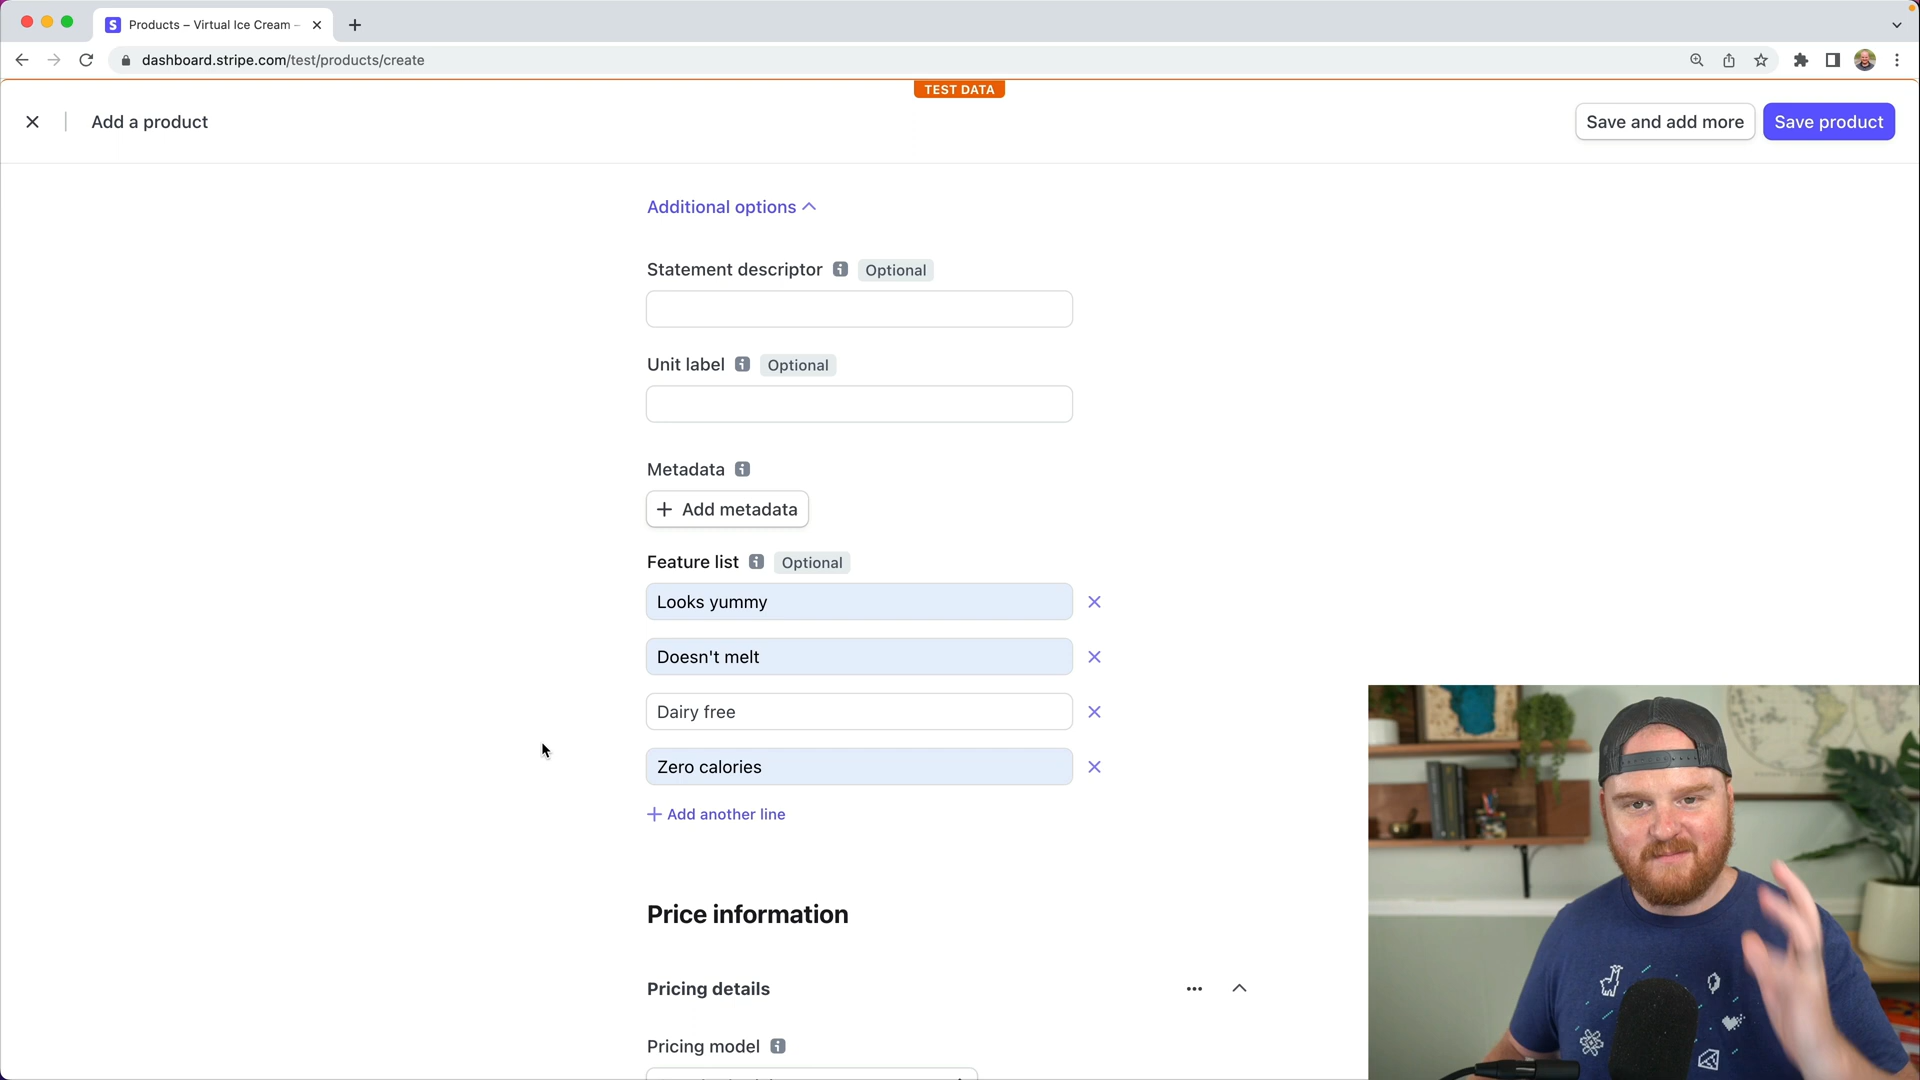 Products – Virtual Ice Cream –
dashboard.stripe.com/test/products/create
TEST DATA
Add a product
Save and add more
Save product
Additional options
Statement descriptor
Optional
Unit label
Optional
Metadata
+ Add metadata
Feature list
Optional
Looks yummy
Doesn't melt
Dairy free
Zero calories
+ Add another line
Price information
Pricing details
Pricing model